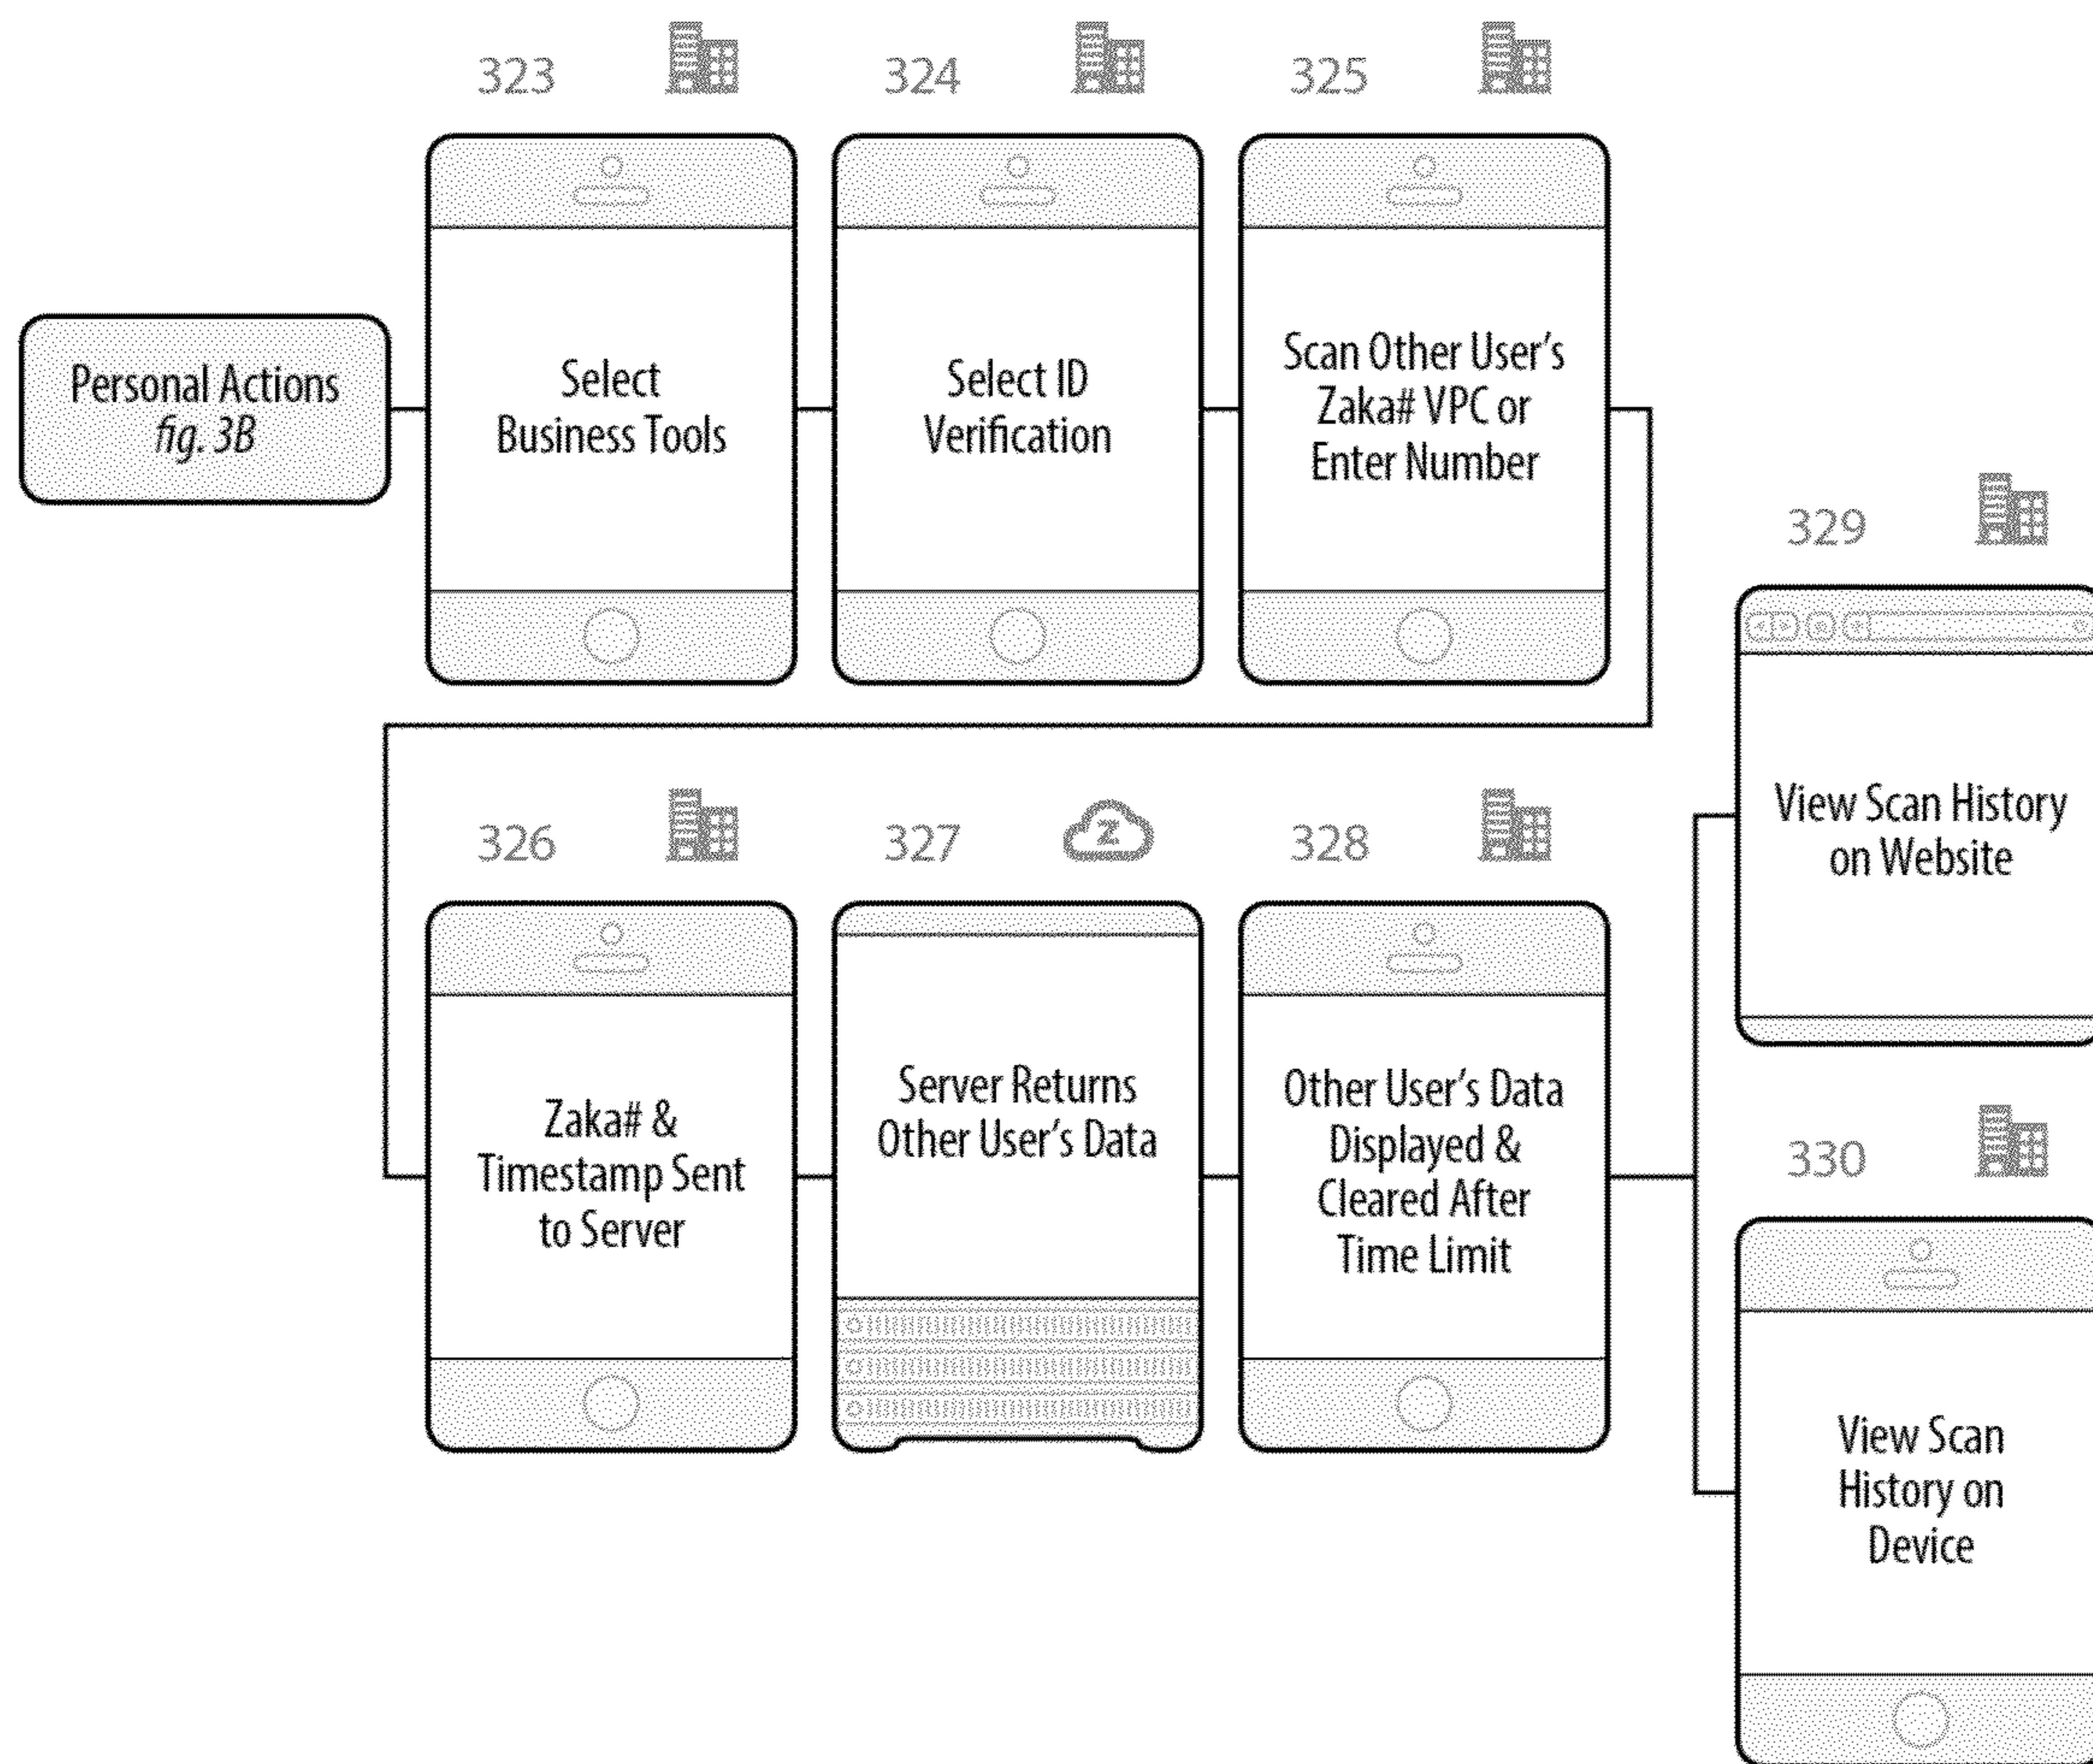 323
324
325
Personal Actions
fig. 3B
Select
Business Tools
Select ID
Verification
Scan Other User's
Zaka# VPC or
Enter Number
326
327
Z
328
Zaka# &
Timestamp Sent
to Server
Server Returns
Other User's Data
Other User's Data
Displayed &
Cleared After
Time Limit
329
View Scan History
on Website
330
View Scan
History on
Device